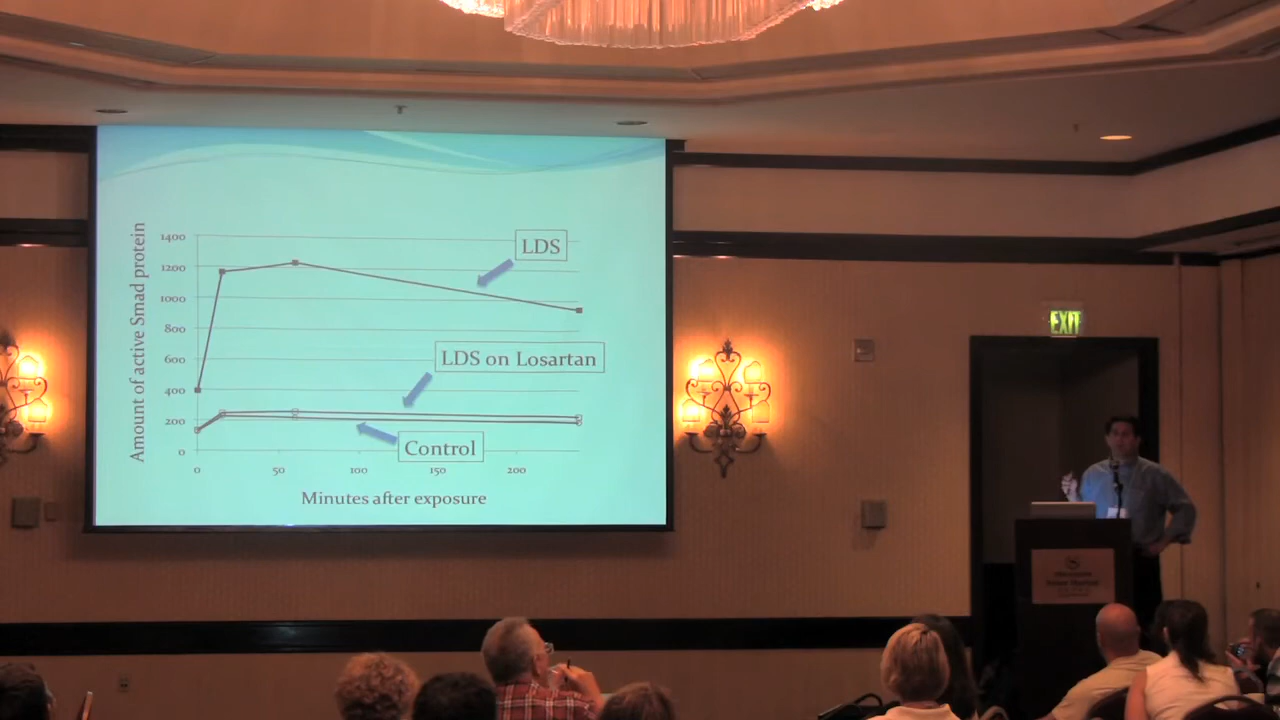 Amount of active Smad protein
1400
1200
1000
800
600
400
200
0
0 50 100 150 200
Minutes after exposure
LDS
LDS on Losartan
Control
EXIT